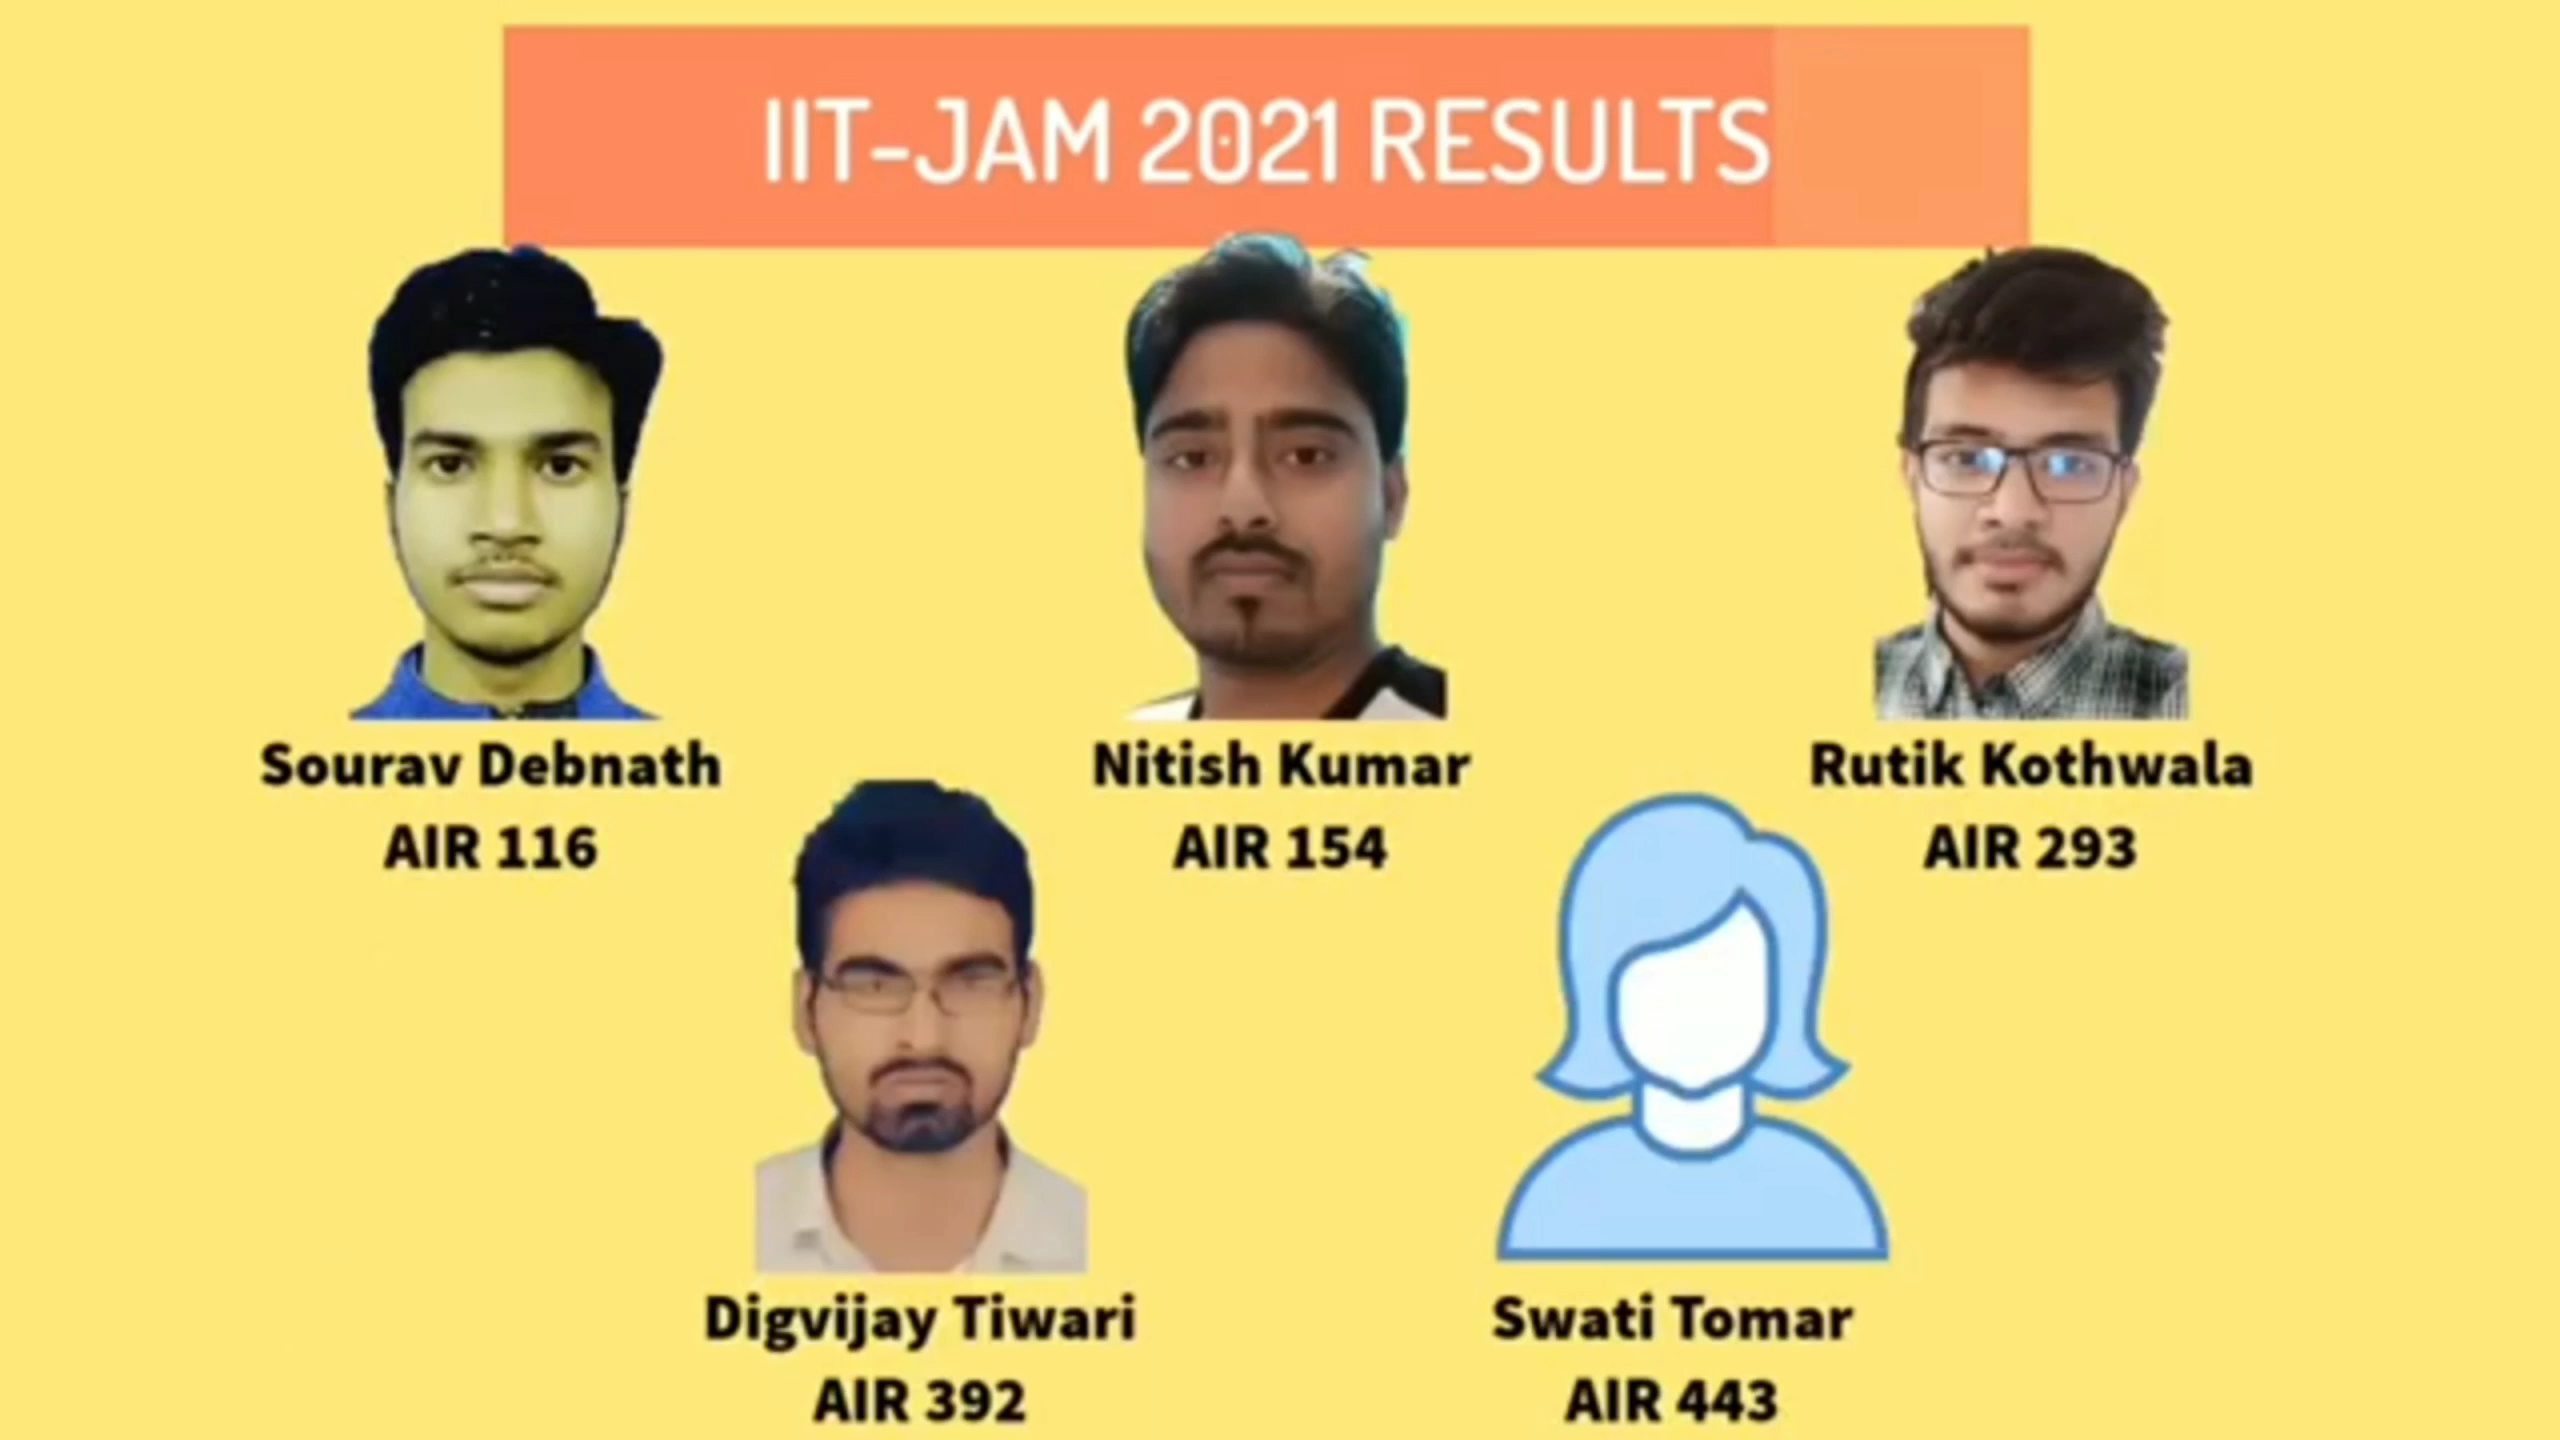 IIT-JAM 2021 RESULTS
Sourav Debnath
AIR 116
Nitish Kumar
AIR 154
Rutik Kothwala
AIR 293
Digvijay Tiwari
AIR 392
Swati Tomar
AIR 443